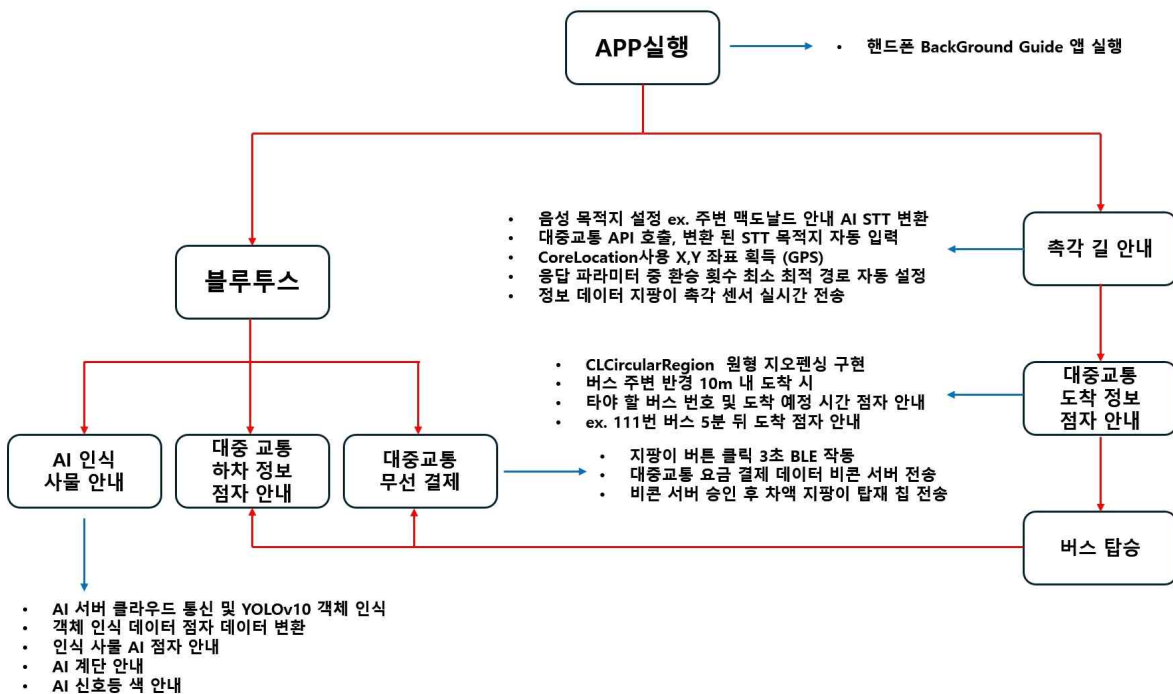 APP실행
• 핸드폰 BackGround Guide 앱 실행
• 음성 목적지 설정 ex. 주변 맥도날드 안내 AI STT 변환
• 대중교통 API 호출, 변환 된 STT 목적지 자동 입력
• CoreLocation사용 X,Y 좌표 획득 (GPS)
• 응답 파라미터 중 환승 횟수 최소 최적 경로 자동 설정
• 정보 데이터 지팡이 촉각 센서 실시간 전송
촉각 길 안내
블루투스
• CLCircularRegion 원형 지오펜싱 구현
• 버스 주변 반경 10m 내 도착 시
• 타야 할 버스 번호 및 도착 예정 시간 점자 안내
• ex. 111번 버스 5분 뒤 도착 점자 안내
대중교통
도착 정보
점자 안내
AI 인식
사물 안내
대중 교통
하차 정보
점자 안내
대중교통
무선 결제
• 지팡이 버튼 클릭 3초 BLE 작동
• 대중교통 요금 결제 데이터 비콘 서버 전송
• 비콘 서버 승인 후 차액 지팡이 탑재 칩 전송
버스 탑승
• AI 서버 클라우드 통신 및 YOLOv10 객체 인식
• 객체 인식 데이터 점자 데이터 변환
• 인식 사물 AI 점자 안내
• AI 계단 안내
• AI 신호등 색 안내